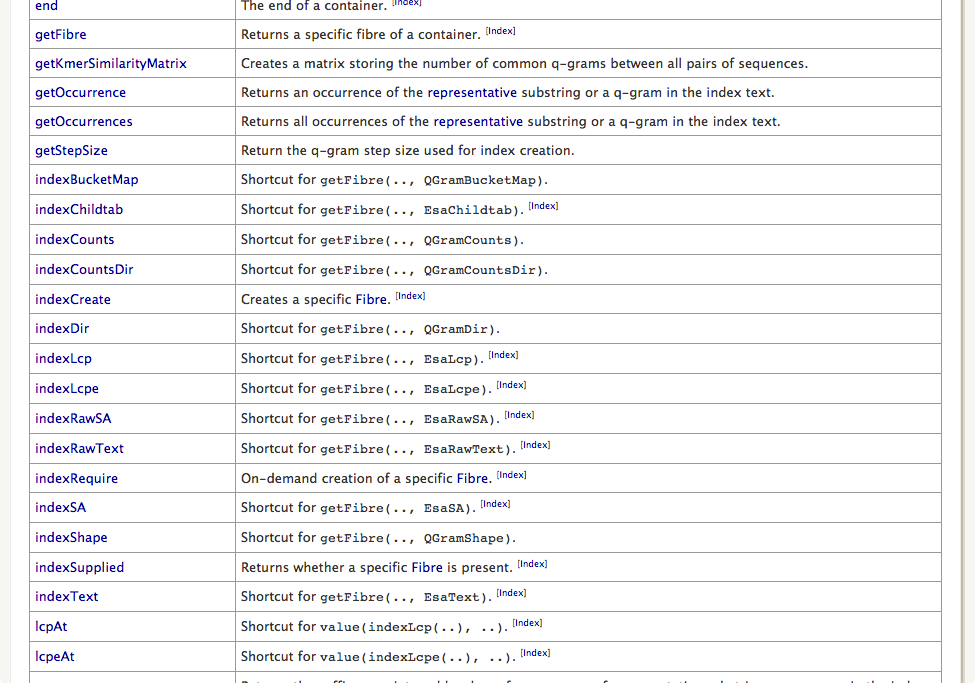 end The end of a container. [Index]
getFibre Returns a specific fibre of a container. [Index]
getKmerSimilarityMatrix Creates a matrix storing the number of common q-grams between all pairs of sequences.
getOccurrence Returns an occurrence of the representative substring or a q-gram in the index text.
getOccurrences Returns all occurrences of the representative substring or a q-gram in the index text.
getStepSize Return the q-gram step size used for index creation.
indexBucketMap Shortcut for getFibre(.., QGramBucketMap).
indexChildtab Shortcut for getFibre(.., EsaChildtab). [Index]
indexCounts Shortcut for getFibre(.., QGramCounts).
indexCountsDir Shortcut for getFibre(.., QGramCountsDir).
indexCreate Creates a specific Fibre. [Index]
indexDir Shortcut for getFibre(.., QGramDir).
indexLcp Shortcut for getFibre(.., EsaLcp). [Index]
indexLcpe Shortcut for getFibre(.., EsaLcpe). [Index]
indexRawSA Shortcut for getFibre(.., EsaRawSA). [Index]
indexRawText Shortcut for getFibre(.., EsaRawText). [Index]
indexRequire On-demand creation of a specific Fibre. [Index]
indexSA Shortcut for getFibre(.., EsaSA). [Index]
indexShape Shortcut for getFibre(.., QGramShape).
indexSupplied Returns whether a specific Fibre is present. [Index]
indexText Shortcut for getFibre(.., EsaText). [Index]
lcpAt Shortcut for value(indexLcp(..), ..). [Index]
lcpeAt Shortcut for value(indexLcpe(..), ..). [Index]